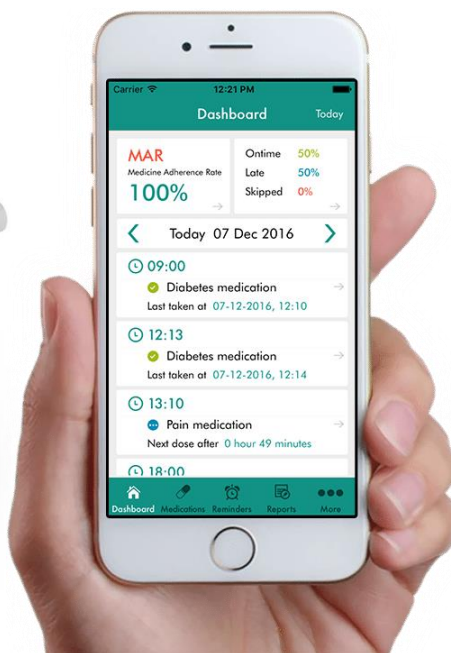 Carrier 12:21 PM
Dashboard Today
MAR
Medicine Adherence Rate
100%
Ontime 50%
Late 50%
Skipped 0%
Today 07 Dec 2016
09:00
Diabetes medication
Last taken at 07-12-2016, 12:10
12:13
Diabetes medication
Last taken at 07-12-2016, 12:14
13:10
Pain medication
Next dose after 0 hour 49 minutes
18:00
Dashboard Medications Reminders Reports More